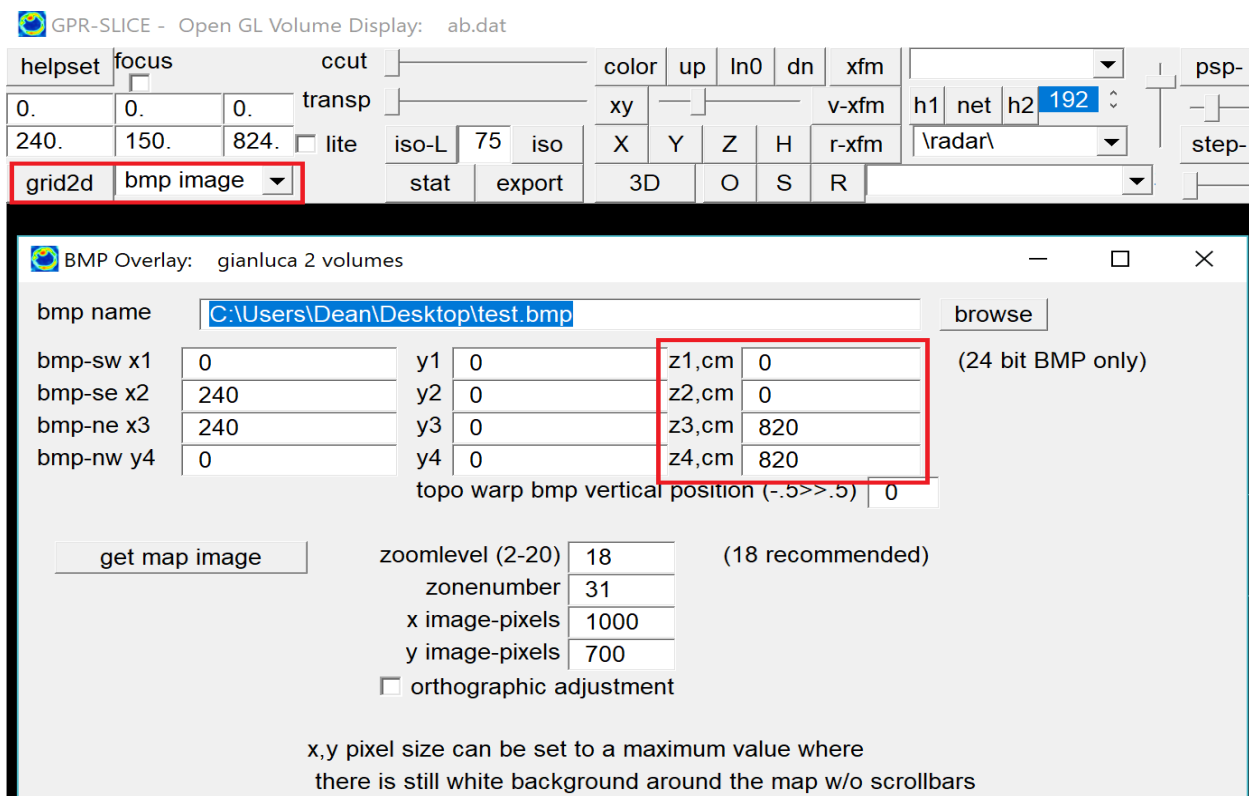 GPR-SLICE - Open GL Volume Display: ab.dat
helpset focus ccut color up ln0 dn xfm psp-
0. 0. 0. transp xy v-xfm h1 net h2 192
240. 150. 824. lite iso-L 75 iso X Y Z H r-xfm \radar\ step-
grid2d bmp image stat export 3D O S R
BMP Overlay: gianluca 2 volumes
bmp name C:\Users\Dean\Desktop\test.bmp browse
bmp-sw x1 0 y1 0 z1,cm 0 (24 bit BMP only)
bmp-se x2 240 y2 0 z2,cm 0
bmp-ne x3 240 y3 0 z3,cm 820
bmp-nw y4 0 y4 0 z4,cm 820
topo warp bmp vertical position (-.5>>.5) 0
get map image zoomlevel (2-20) 18 (18 recommended)
zonenumber 31
x image-pixels 1000
y image-pixels 700
orthographic adjustment
x,y pixel size can be set to a maximum value where
there is still white background around the map w/o scrollbars